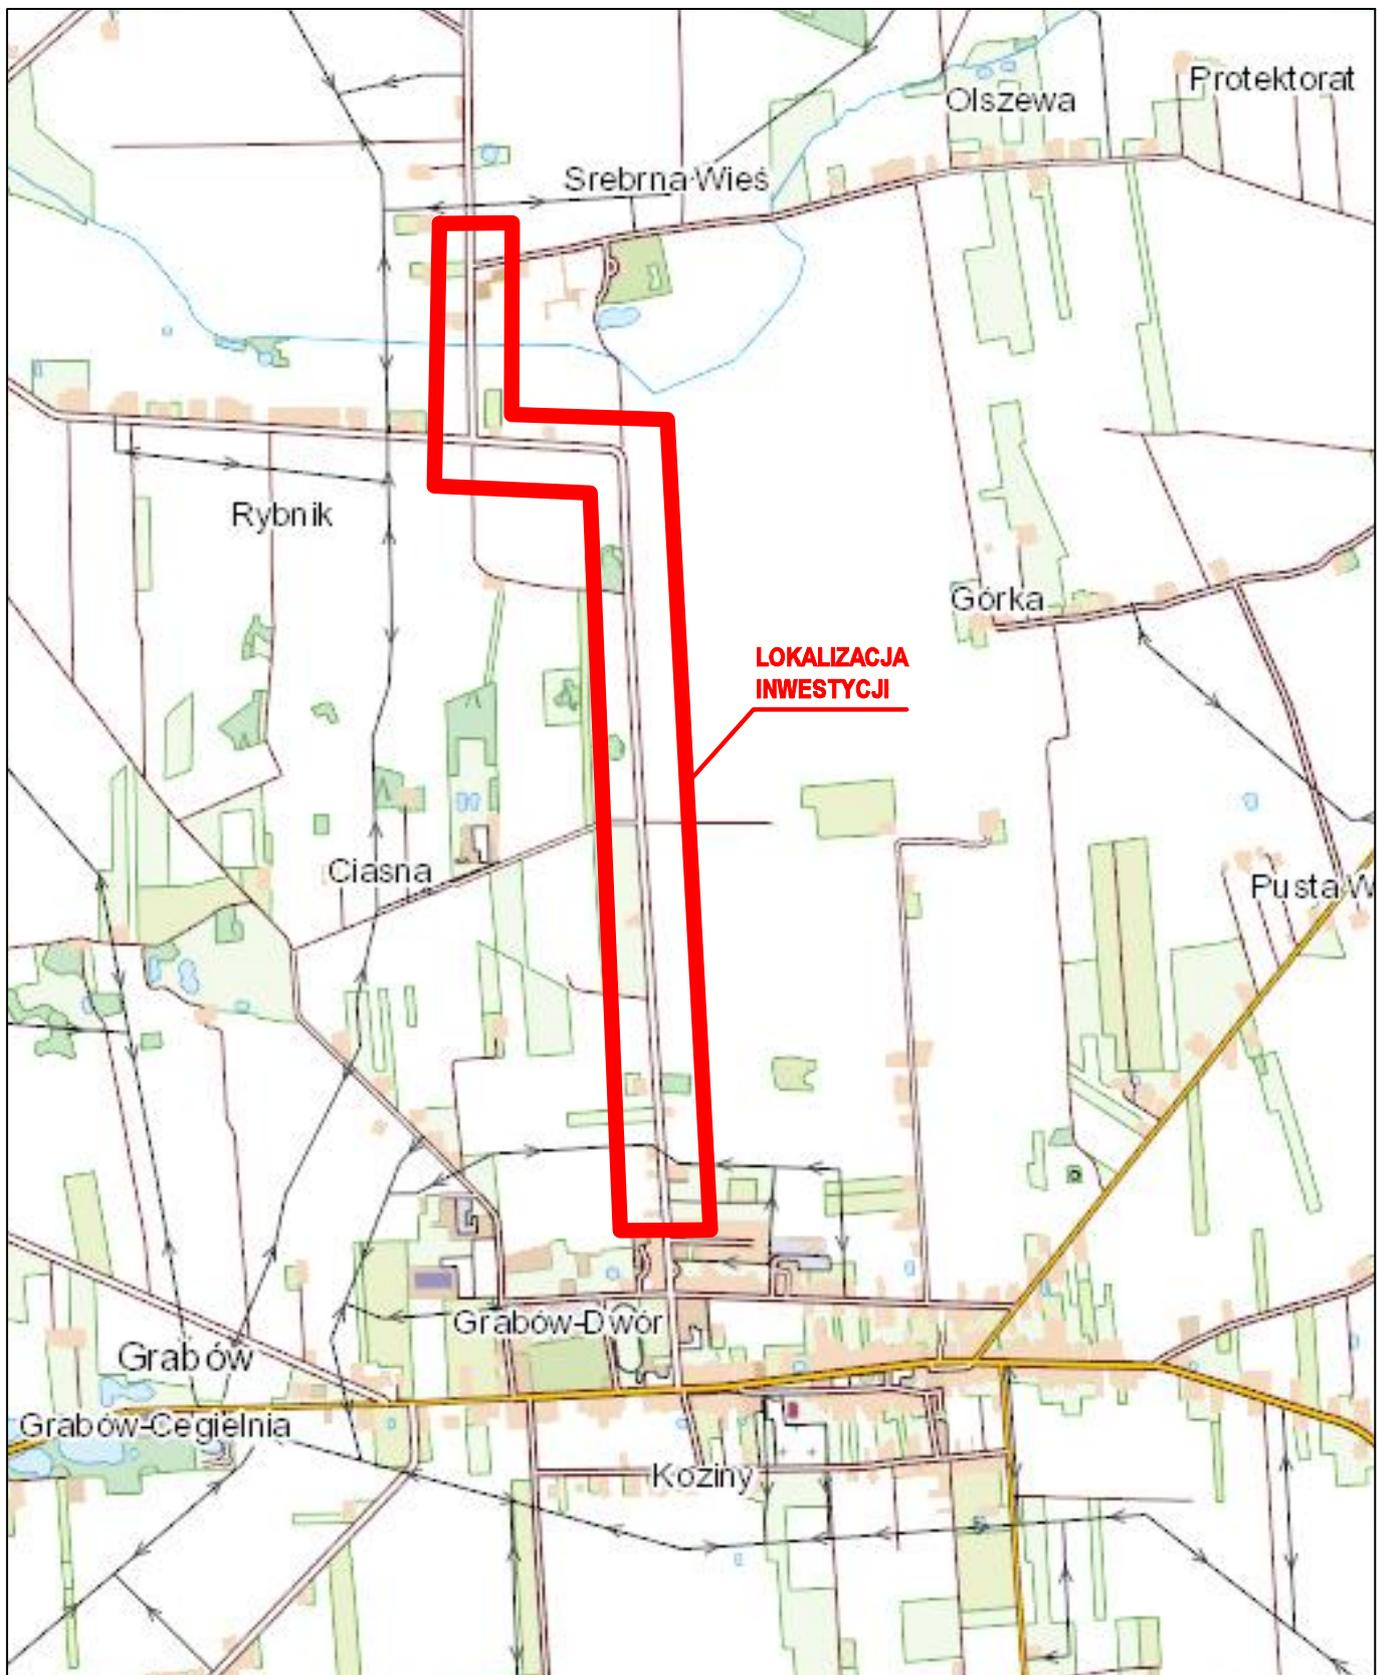 Protektorat
Olszewa
Srebrna Wieś
Rybnik
Górka
LOKALIZACJA
INWESTYCJI
Ciasna
Pusta W
Grabów-Dwór
Grabów
Grabów-Cegielnia
Koziny